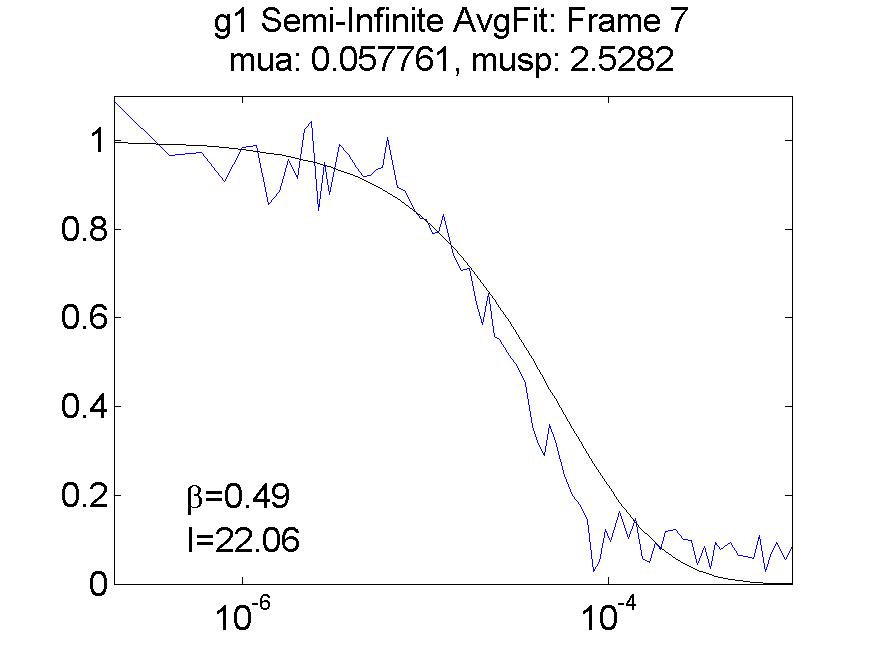 g1 Semi-Infinite AvgFit: Frame 7
mua: 0.057761, musp: 2.5282
1
0.8
0.6
0.4
0.2
0
β=0.49
I=22.06
10^-6
10^-4